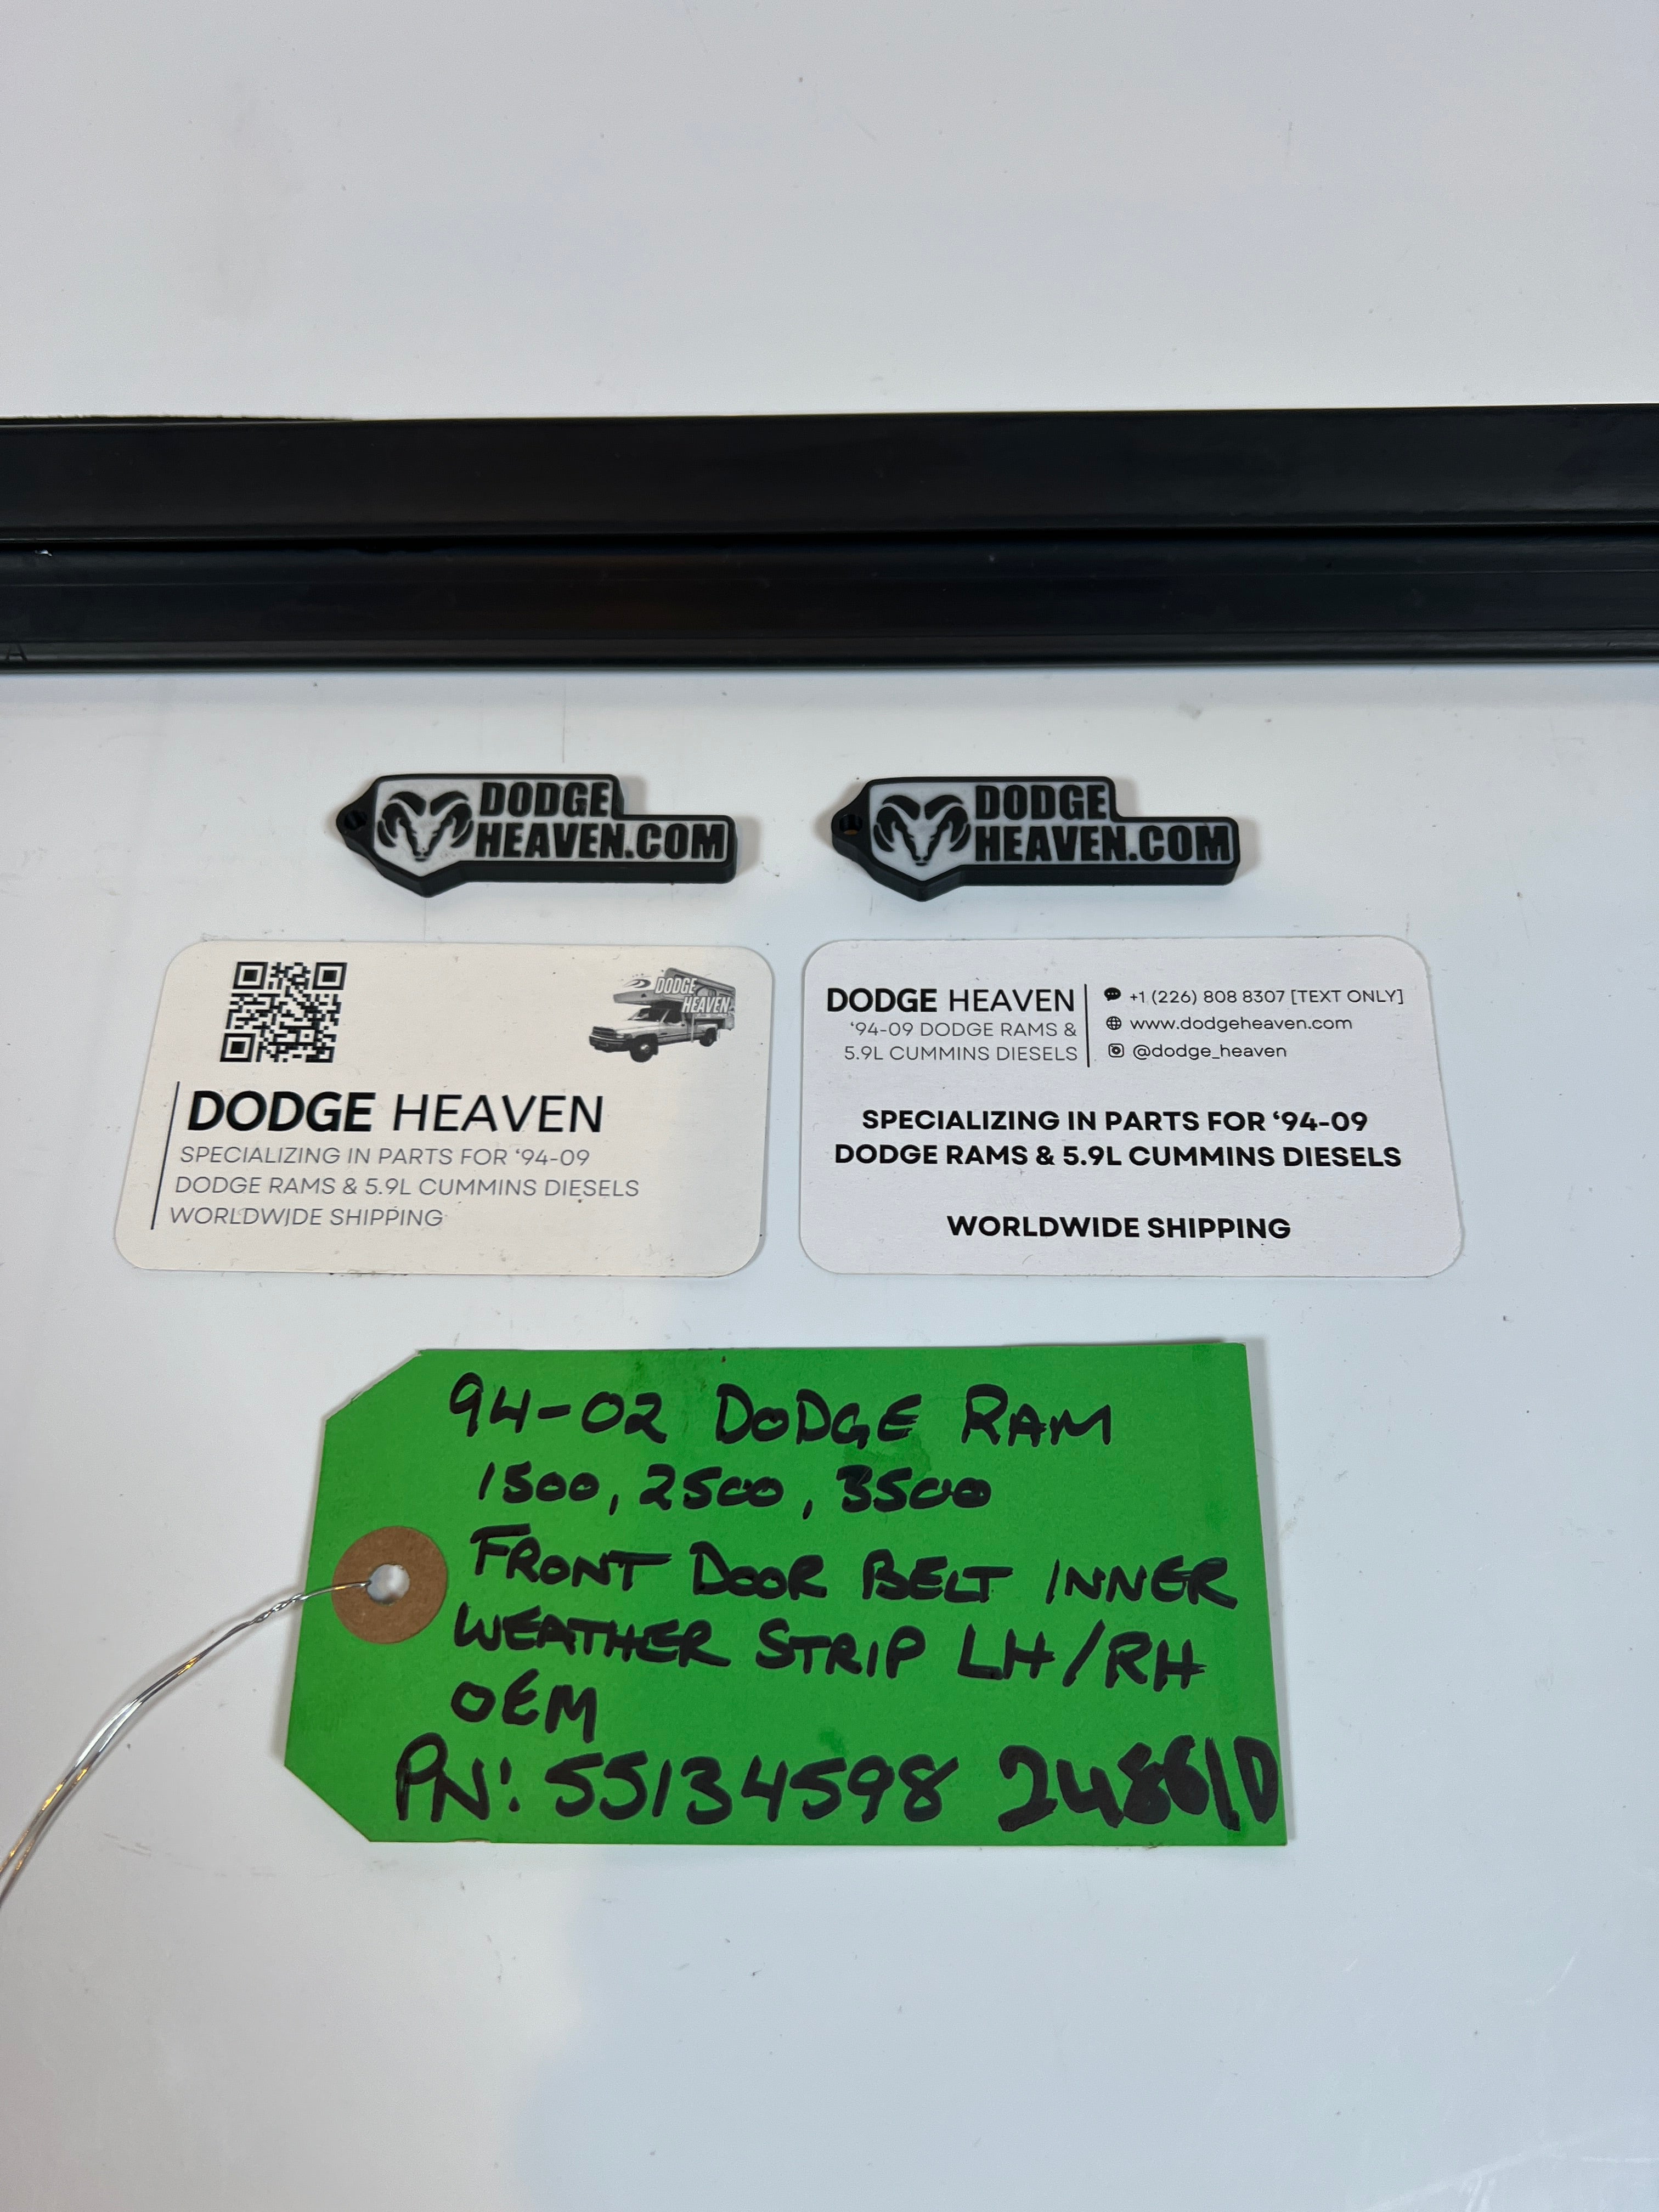 A
DODGE
HEAVEN.COM
DODGE
HEAVEN.COM
DODGE
HEAVEN
DODGE HEAVEN
SPECIALIZING IN PARTS FOR ‘94-09
DODGE RAMS & 5.9L CUMMINS DIESELS
WORLDWIDE SHIPPING
DODGE HEAVEN
‘94-09 DODGE RAMS &
5.9L CUMMINS DIESELS
+1 (226) 808 8307 [TEXT ONLY]
www.dodgeheaven.com
@dodge_heaven
SPECIALIZING IN PARTS FOR ‘94-09
DODGE RAMS & 5.9L CUMMINS DIESELS
WORLDWIDE SHIPPING
94-02 DODGE RAM
1500, 2500, 3500
FRONT DOOR BELT INNER
WEATHER STRIP LH/RH
OEM
PN: 55134598